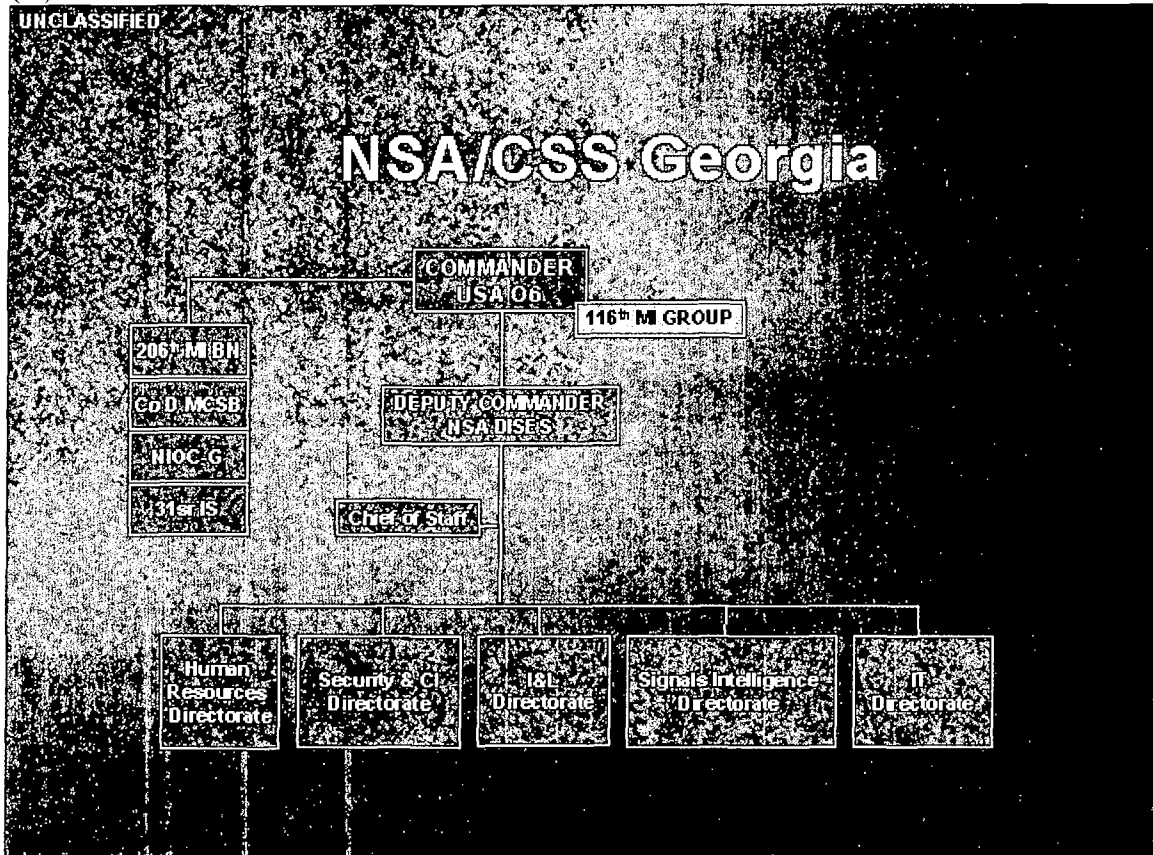 UNCLASSIFIED
NSA/CSS Georgia
COMMANDER
USA O6
116th MI GROUP
206th MI BN
Co D MCSB
NIOC G
31sr IS
DEPUTY COMMANDER
NSA DISES
Chief of Staff
Human
Resources
Directorate
Security & CI
Directorate
I&L
Directorate
Signals Intelligence
Directorate
IT
Directorate